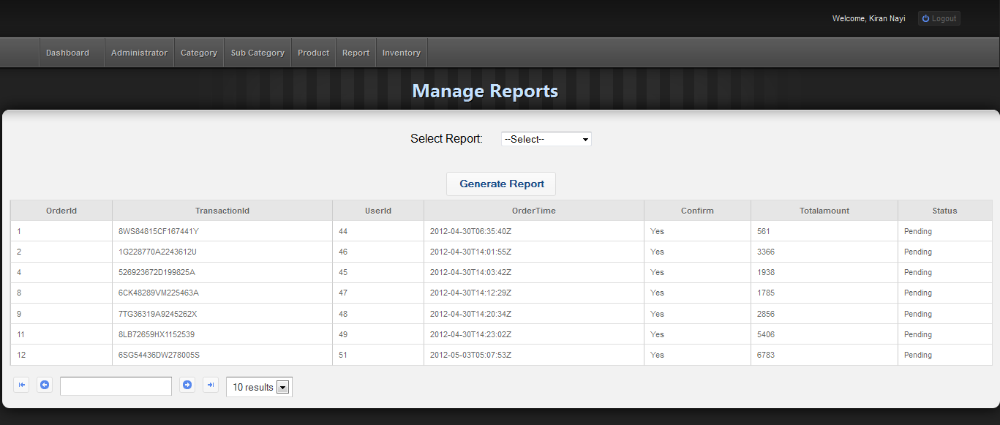 Welcome, Kiran Nayi Logout
Dashboard Administrator Category Sub Category Product Report Inventory
Manage Reports
Select Report: --Select--
Generate Report
OrderId TransactionId UserId OrderTime Confirm Totalamount Status
1 8WS84815CF167441Y 44 2012-04-30T06:35:40Z Yes 561 Pending
2 1G228770A2243612U 46 2012-04-30T14:01:55Z Yes 3366 Pending
4 526923672D199825A 45 2012-04-30T14:03:42Z Yes 1938 Pending
8 6CK48289VM225463A 47 2012-04-30T14:12:29Z Yes 1785 Pending
9 7TG36319A9245262X 48 2012-04-30T14:20:34Z Yes 2856 Pending
11 8LB72659HX1152539 49 2012-04-30T14:23:02Z Yes 5406 Pending
12 6SG54436DW278005S 51 2012-05-03T05:07:53Z Yes 6783 Pending
10 results